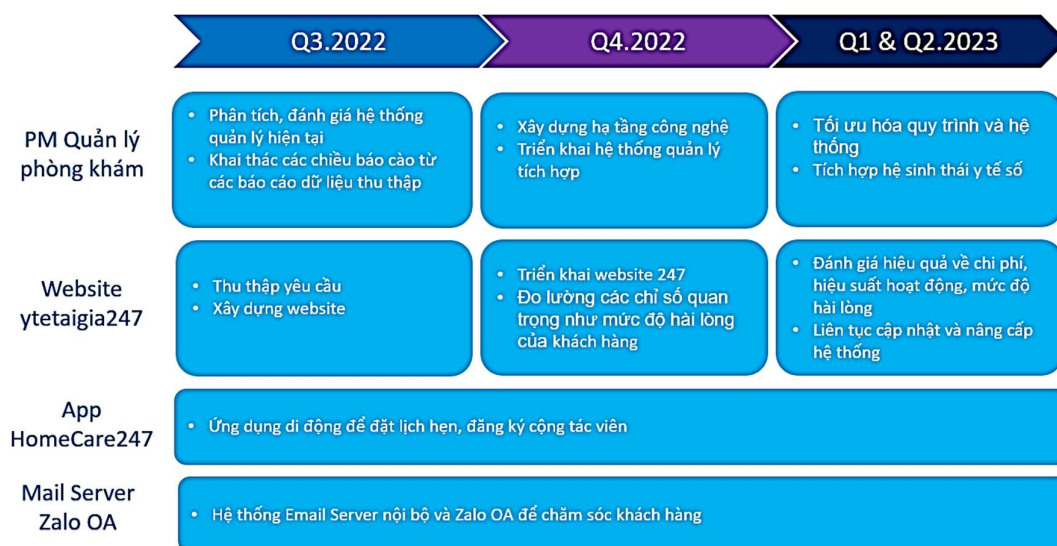 Q3.2022
Q4.2022
Q1 & Q2.2023
PM Quản lý
phòng khám
• Phân tích, đánh giá hệ thống
quản lý hiện tại
• Khai thác các chiều báo cào từ
các báo cáo dữ liệu thu thập
• Xây dựng hạ tầng công nghệ
• Triển khai hệ thống quản lý
tích hợp
• Tối ưu hóa quy trình và hệ
thống
• Tích hợp hệ sinh thái y tế số
Website
ytetaigia247
• Thu thập yêu cầu
• Xây dựng website
• Triển khai website 247
• Đo lường các chỉ số quan
trọng như mức độ hài lòng
của khách hàng
• Đánh giá hiệu quả về chi phí,
hiệu suất hoạt động, mức độ
hài lòng
• Liên tục cập nhật và nâng cấp
hệ thống
App
HomeCare247
• Ứng dụng di động để đặt lịch hẹn, đăng ký cộng tác viên
Mail Server
Zalo OA
• Hệ thống Email Server nội bộ và Zalo OA để chăm sóc khách hàng